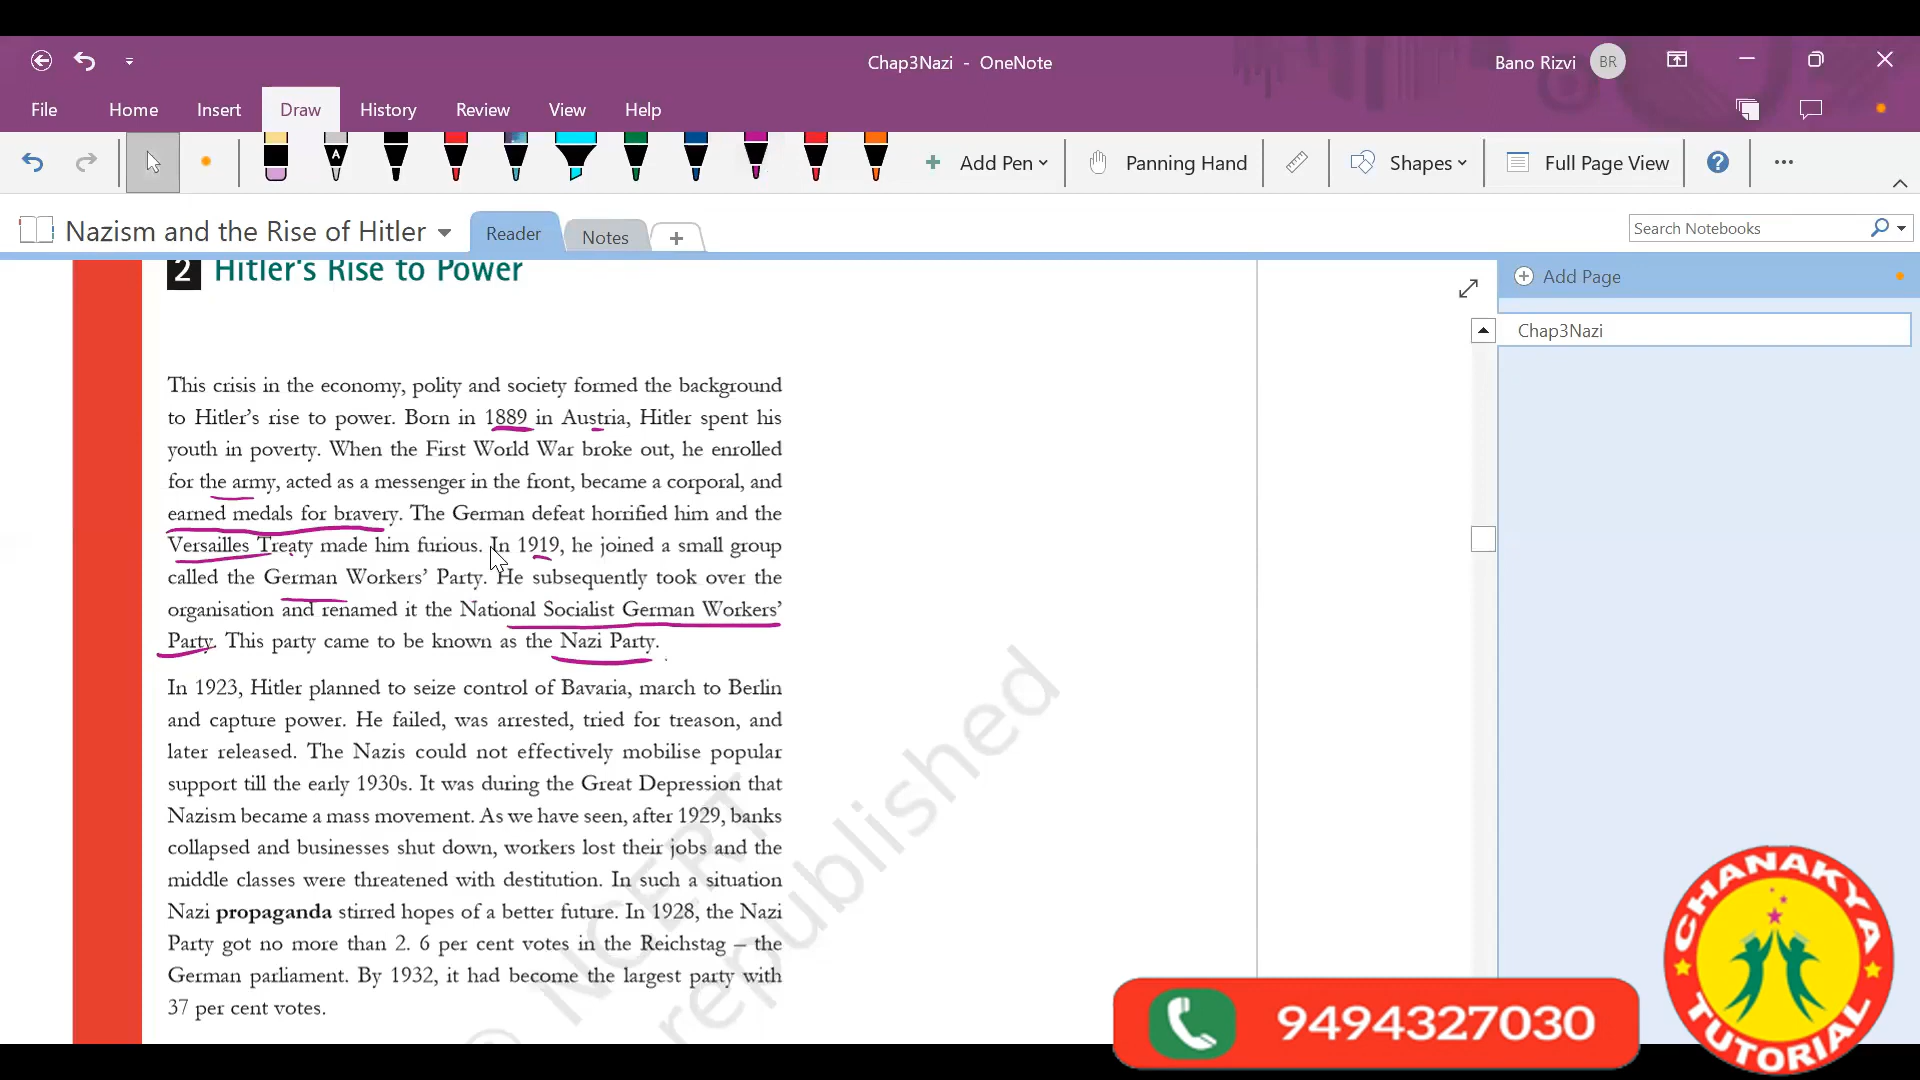 Chap3Nazi - OneNote
Bano Rizvi BR
File Home Insert Draw History Review View Help
A Add Pen Panning Hand Shapes Full Page View ? ...
Nazism and the Rise of Hitler Reader Notes + Search Notebooks
Add Page
Chap3Nazi
2 Hitler's Rise to Power
This crisis in the economy, polity and society formed the background
to Hitler's rise to power. Born in 1889 in Austria, Hitler spent his
youth in poverty. When the First World War broke out, he enrolled
for the army, acted as a messenger in the front, became a corporal, and
earned medals for bravery. The German defeat horrified him and the
Versailles Treaty made him furious. In 1919, he joined a small group
called the German Workers' Party. He subsequently took over the
organisation and renamed it the National Socialist German Workers'
Party. This party came to be known as the Nazi Party.
In 1923, Hitler planned to seize control of Bavaria, march to Berlin
and capture power. He failed, was arrested, tried for treason, and
later released. The Nazis could not effectively mobilise popular
support till the early 1930s. It was during the Great Depression that
Nazism became a mass movement. As we have seen, after 1929, banks
collapsed and businesses shut down, workers lost their jobs and the
middle classes were threatened with destitution. In such a situation
Nazi propaganda stirred hopes of a better future. In 1928, the Nazi
Party got no more than 2. 6 per cent votes in the Reichstag – the
German parliament. By 1932, it had become the largest party with
37 per cent votes.
© NCERT
republished
9494327030
CHANAKYA
TUTORIAL